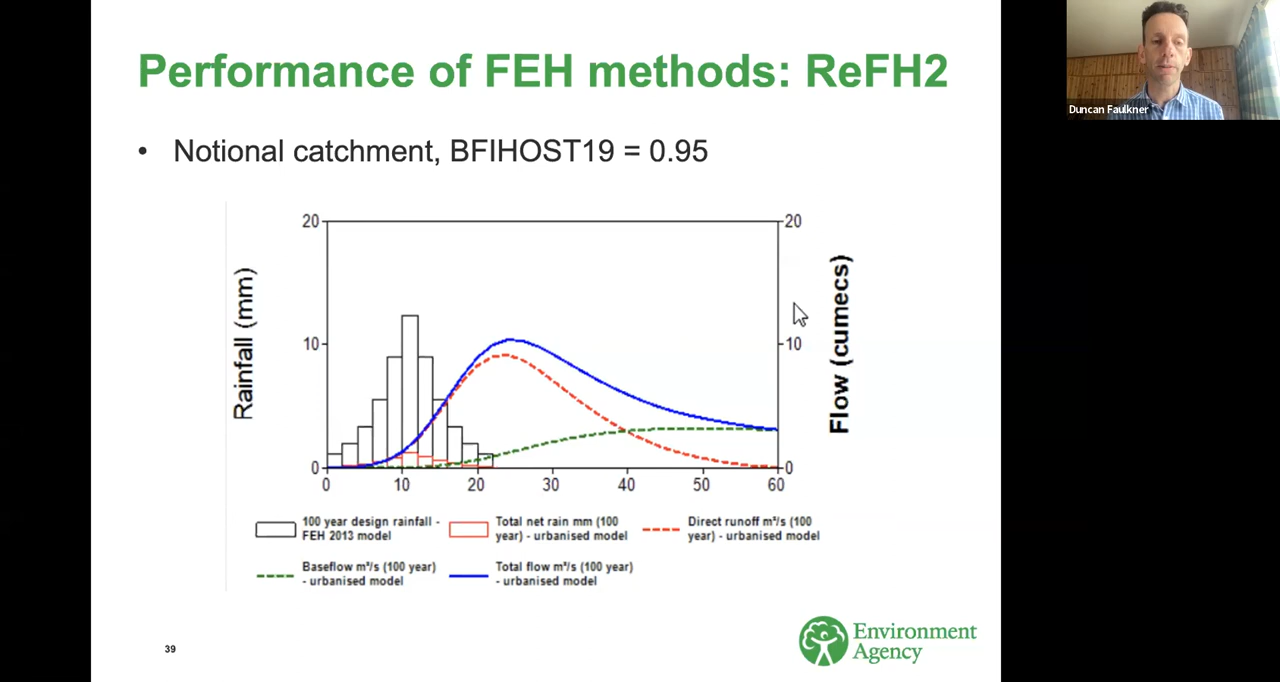 Performance of FEH methods: ReFH2
Duncan Faulkner
• Notional catchment, BFIHOST19 = 0.95
20
20
Rainfall (mm)
Flow (cumecs)
10
10
0
0
0 10 20 30 40 50 60
100 year design rainfall -
FEH 2013 model
Total net rain mm (100
year) - urbanised model
Direct runoff m³/s (100
year) - urbanised model
Baseflow m³/s (100 year)
- urbanised model
Total flow m³/s (100 year)
- urbanised model
39
Environment
Agency